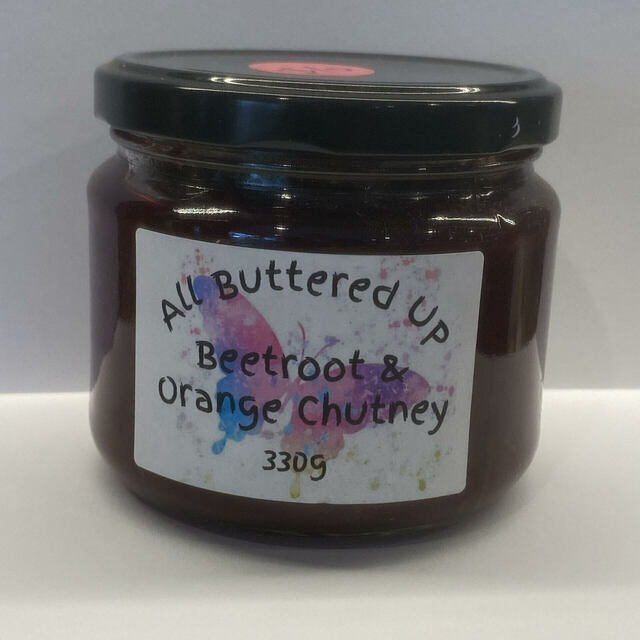 All Buttered UP
Beetroot &
Orange Chutney
330g